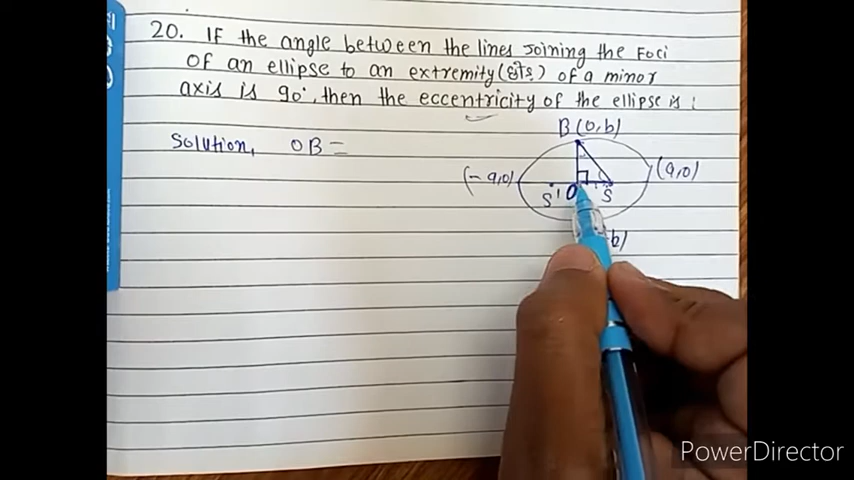 20. If the angle between the lines joining the Foci
of an ellipse to an extremity ( ) of a minor
axis is 90°, then the eccentricity of the ellipse is :
B (0, b)
Solution, OB =
(-a,0)
(a,0)
S' O S
b)
PowerDirector